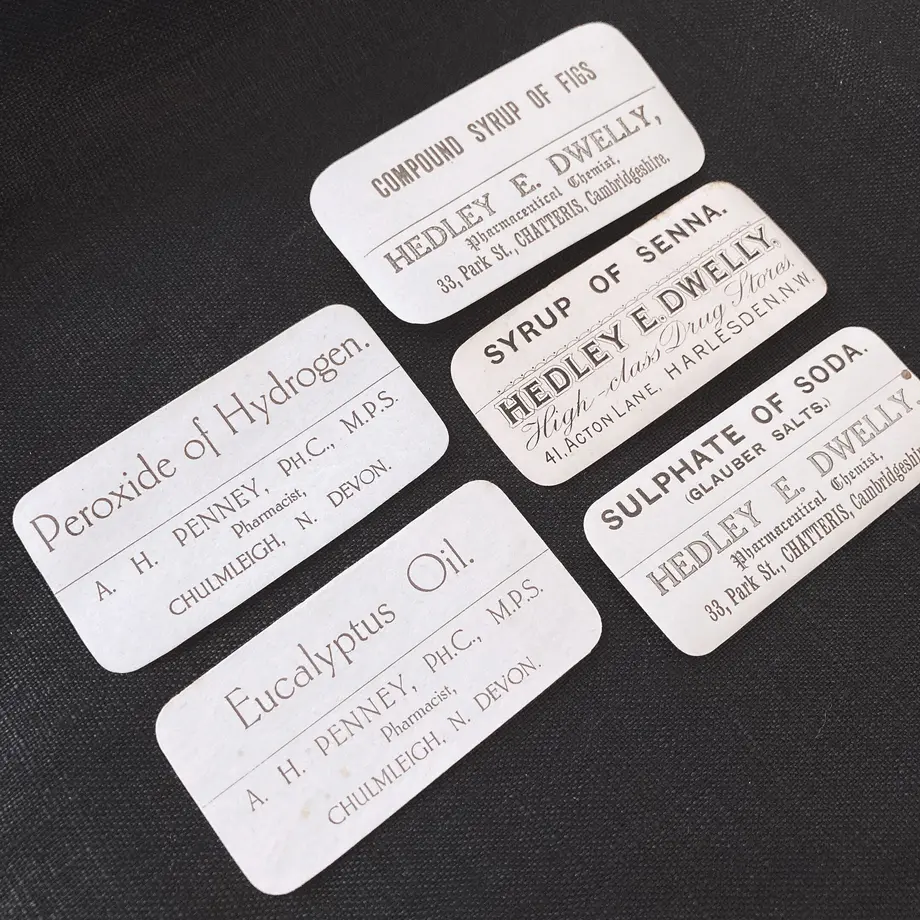 COMPOUND SYRUP OF FIGS
HEDLEY E. DWELLY,
Pharmaceutical Chemist,
33, Park St., CHATTERIS, Cambridgeshire.
SYRUP OF SENNA.
HEDLEY E. DWELLY,
High-class Drug Stores,
41, ACTON LANE, HARLESDEN, N.W.
SULPHATE OF SODA.
(GLAUBER SALTS.)
HEDLEY E. DWELLY
Pharmaceutical Chemist,
33, Park St., CHATTERIS, Cambridgeshir
Peroxide of Hydrogen.
A. H. PENNEY, PH.C., M.P.S.
Pharmacist,
CHULMLEIGH, N. DEVON.
Eucalyptus Oil.
A. H. PENNEY, PH.C., M.P.S.
Pharmacist,
CHULMLEIGH, N. DEVON.